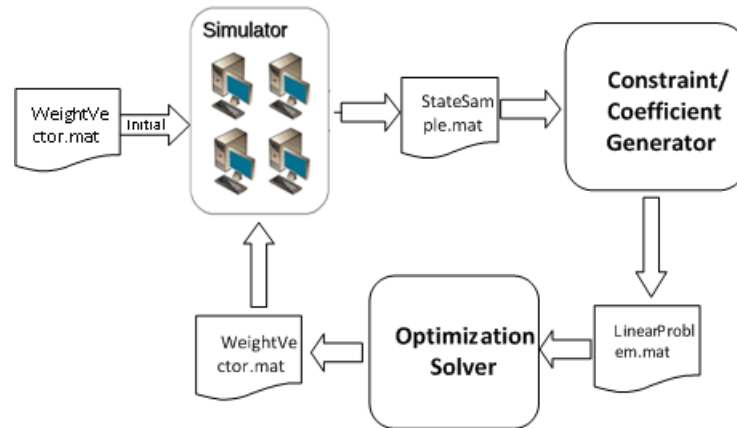 Simulator
WeightVe
ctor.mat
Initial
StateSam
ple.mat
Constraint/
Coefficient
Generator
LinearProbl
em.mat
Optimization
Solver
WeightVe
ctor.mat